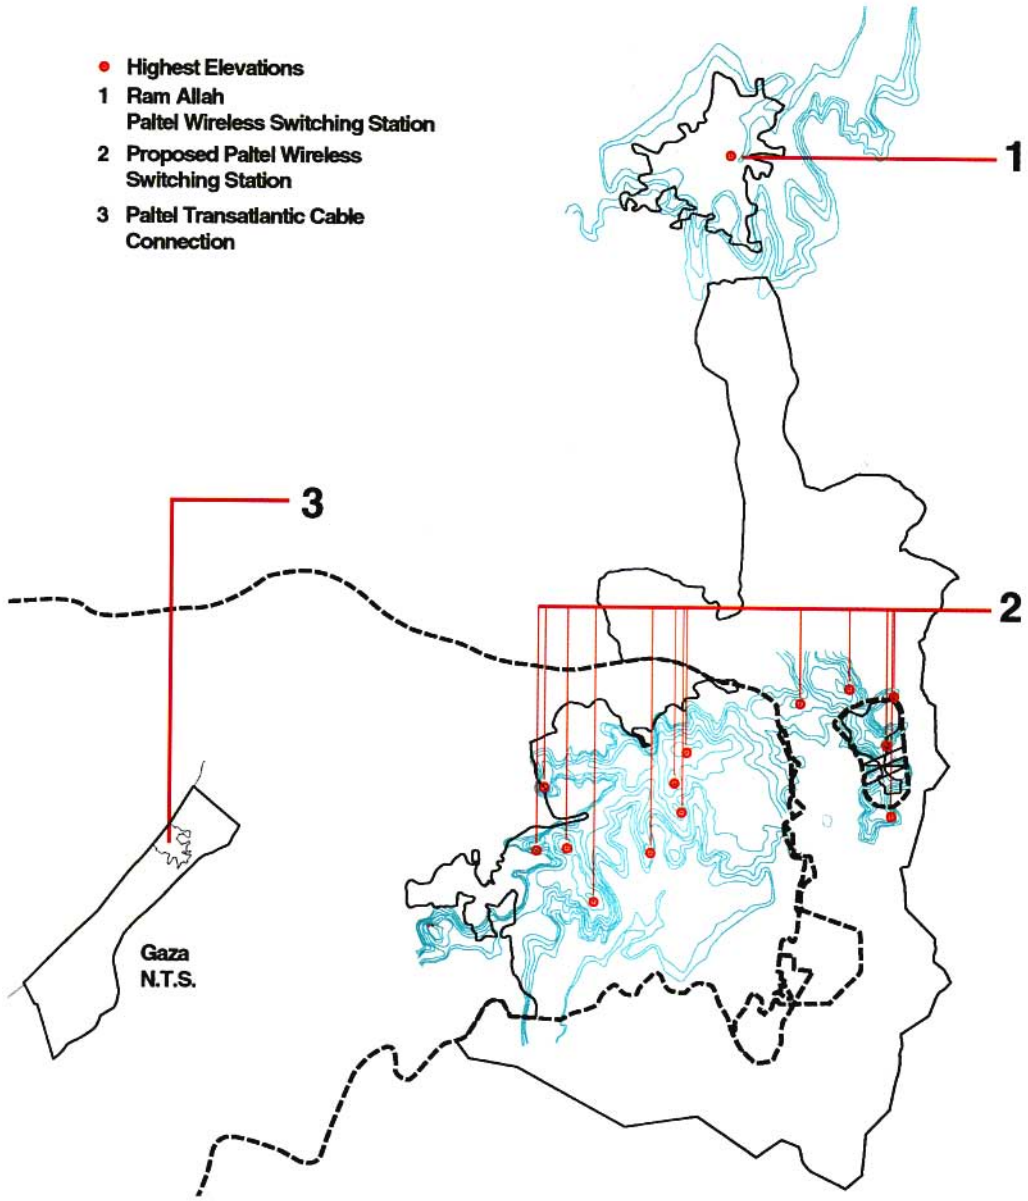 Highest Elevations
1 Ram Allah
Paltel Wireless Switching Station
2 Proposed Paltel Wireless
Switching Station
3 Paltel Transatlantic Cable
Connection
1
3
2
Gaza
N.T.S.